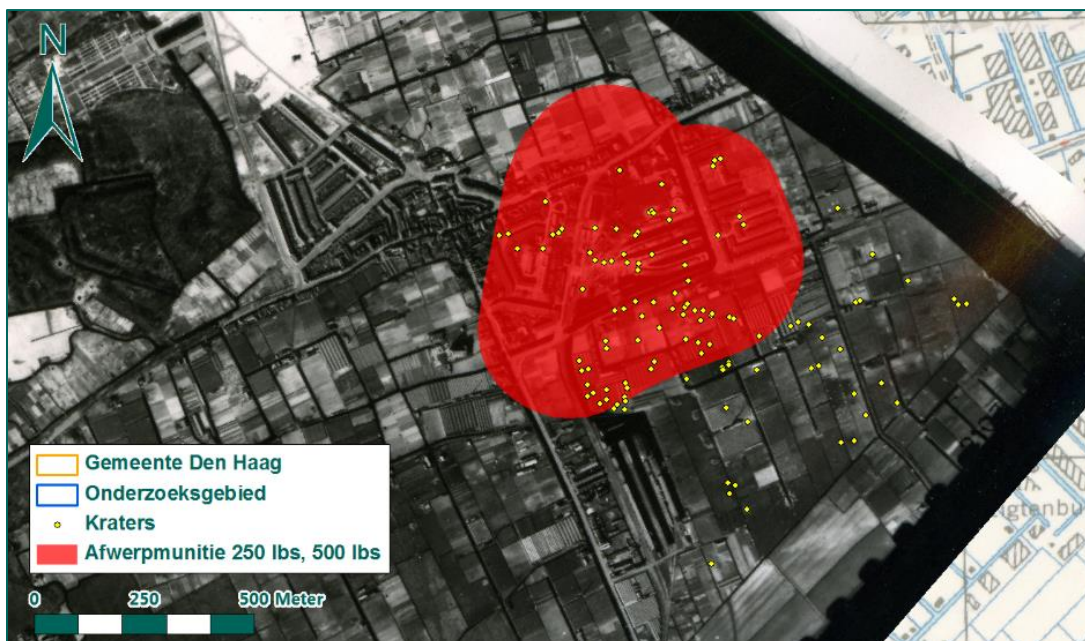 N
Gemeente Den Haag
Onderzoeksgebied
Kraters
Afwerpmunitie 250 lbs, 500 lbs
0 250 500 Meter